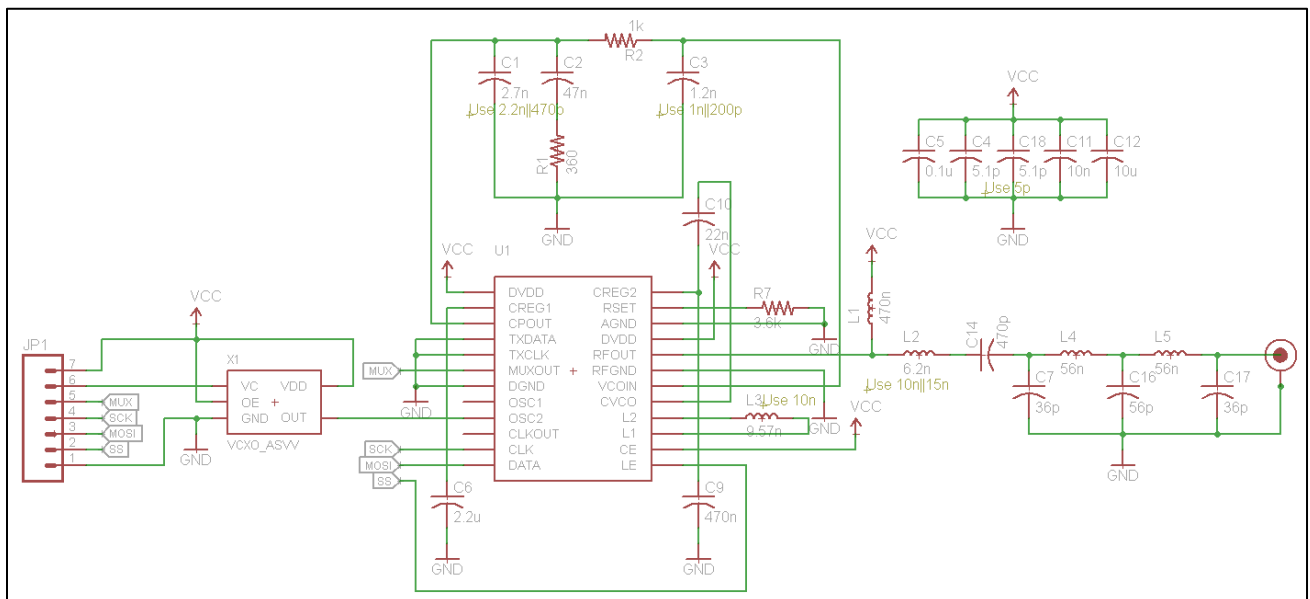 1k
R2
C1
2.7n
Use 2.2n||470p
C2
47n
C3
1.2n
Use 1n||200p
R1
360
GND
VCC
C5
0.1u
C4
5.1p
C18
5.1p
C11
10n
C12
10u
Use 5p
GND
C10
22n
VCC
U1
VCC
DVDD
CREG1
CPOUT
TXDATA
TXCLK
MUXOUT
DGND
OSC1
OSC2
CLKOUT
CLK
DATA
CREG2
RSET
AGND
DVDD
RFOUT
RFGND
VCOIN
CVCO
L2
L1
CE
LE
R7
3.6k
GND
VCC
L1
470n
L2
6.2n
Use 10n||15n
C14
470p
L4
56n
L5
56n
C7
36p
C16
56p
C17
36p
GND
L3
Use 10n
9.57n
GND
VCC
VCC
JP1
7
6
5
4
3
2
1
MUX
SCK
MOSI
SS
X1
VC
OE
GND
VDD
OUT
VCXO_ASVV
GND
MUX
GND
SCK
MOSI
SS
C6
2.2u
GND
C9
470n
GND